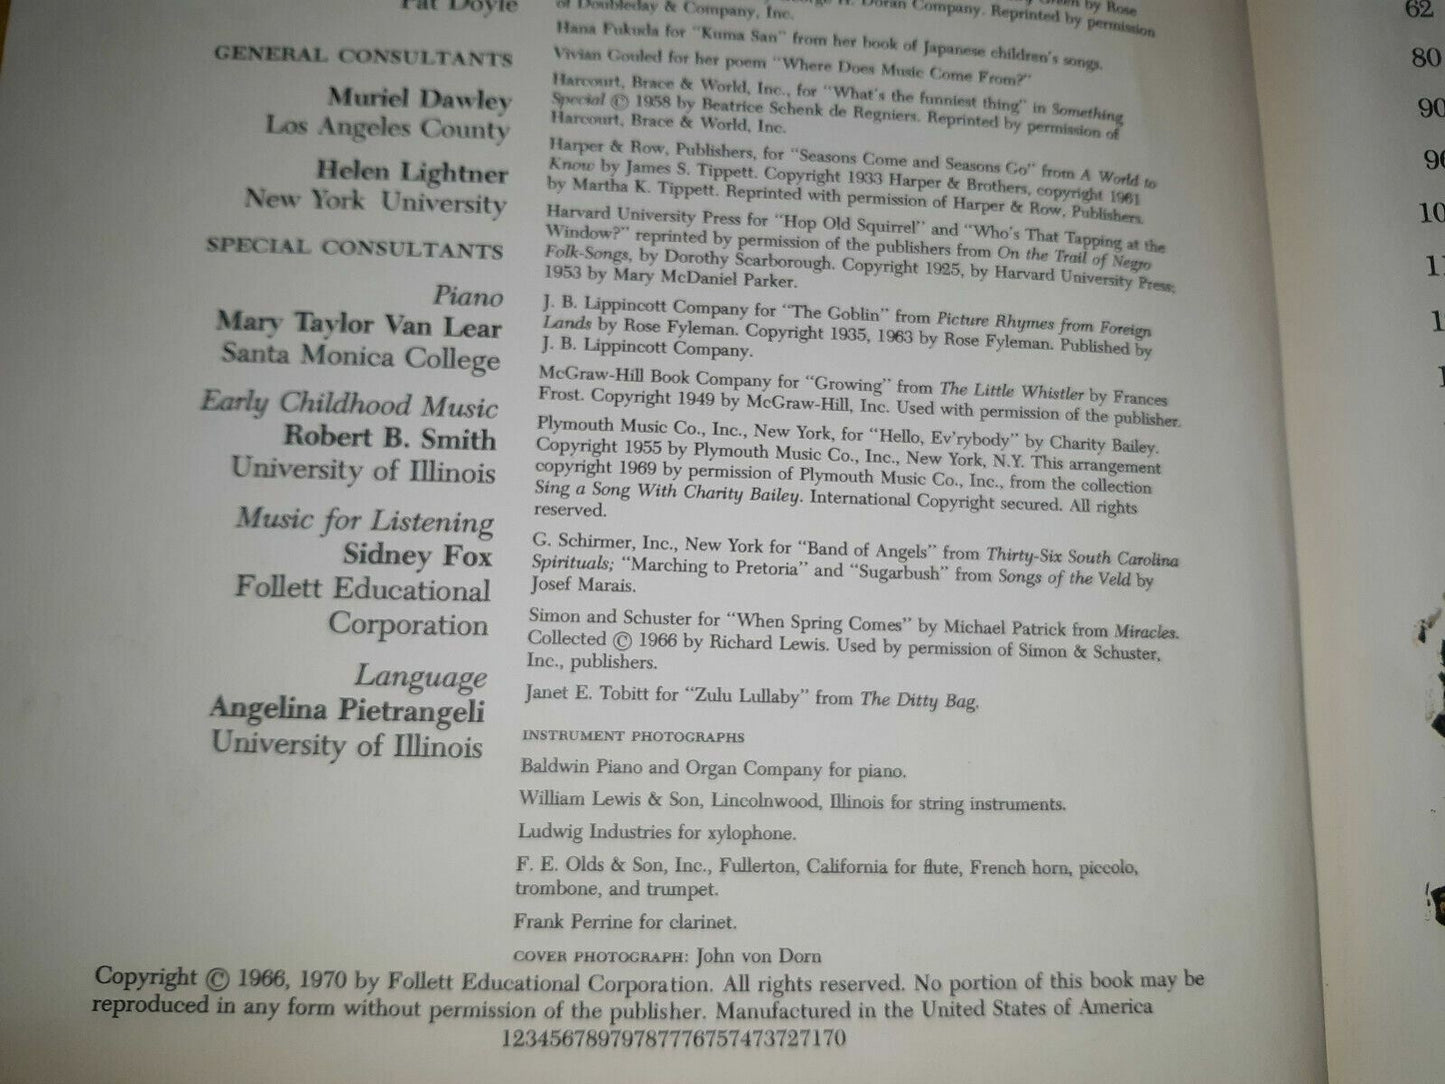 Pat Doyle
GENERAL CONSULTANTS
Muriel Dawley
Los Angeles County
Helen Lightner
New York University
SPECIAL CONSULTANTS
Piano
Mary Taylor Van Lear
Santa Monica College
Early Childhood Music
Robert B. Smith
University of Illinois
Music for Listening
Sidney Fox
Follett Educational
Corporation
Language
Angelina Pietrangeli
University of Illinois
by Rose
H. Doran Company. Reprinted by permission
of Doubleday & Company, Inc.
Hana Fukuda for "Kuma San" from her book of Japanese children's songs.
Vivian Gouled for her poem "Where Does Music Come From?"
Harcourt, Brace & World, Inc., for "What's the funniest thing" in Something
Special © 1958 by Beatrice Schenk de Regniers. Reprinted by permission of
Harcourt, Brace & World, Inc.
Harper & Row, Publishers, for "Seasons Come and Seasons Go" from A World to
Know by James S. Tippett. Copyright 1933 Harper & Brothers, copyright 1961
by Martha K. Tippett. Reprinted with permission of Harper & Row, Publishers.
Harvard University Press for "Hop Old Squirrel" and "Who's That Tapping at the
Window?" reprinted by permission of the publishers from On the Trail of Negro
Folk-Songs, by Dorothy Scarborough. Copyright 1925, by Harvard University Press;
1953 by Mary McDaniel Parker.
J. B. Lippincott Company for "The Goblin" from Picture Rhymes from Foreign
Lands by Rose Fyleman. Copyright 1935, 1963 by Rose Fyleman. Published by
J. B. Lippincott Company.
McGraw-Hill Book Company for "Growing" from The Little Whistler by Frances
Frost. Copyright 1949 by McGraw-Hill, Inc. Used with permission of the publisher.
Plymouth Music Co., Inc., New York, for "Hello, Ev'rybody" by Charity Bailey.
Copyright 1955 by Plymouth Music Co., Inc., New York, N.Y. This arrangement
copyright 1969 by permission of Plymouth Music Co., Inc., from the collection
Sing a Song With Charity Bailey. International Copyright secured. All rights
reserved.
G. Schirmer, Inc., New York for "Band of Angels" from Thirty-Six South Carolina
Spirituals; "Marching to Pretoria" and "Sugarbush" from Songs of the Veld by
Josef Marais.
Simon and Schuster for "When Spring Comes" by Michael Patrick from Miracles.
Collected © 1966 by Richard Lewis. Used by permission of Simon & Schuster,
Inc., publishers.
Janet E. Tobitt for "Zulu Lullaby" from The Ditty Bag.
INSTRUMENT PHOTOGRAPHS
Baldwin Piano and Organ Company for piano.
William Lewis & Son, Lincolnwood, Illinois for string instruments.
Ludwig Industries for xylophone.
F. E. Olds & Son, Inc., Fullerton, California for flute, French horn, piccolo,
trombone, and trumpet.
Frank Perrine for clarinet.
COVER PHOTOGRAPH: John von Dorn
Copyright © 1966, 1970 by Follett Educational Corporation. All rights reserved. No portion of this book may be
reproduced in any form without permission of the publisher. Manufactured in the United States of America
123456789797877767574737271​70
62
80
90